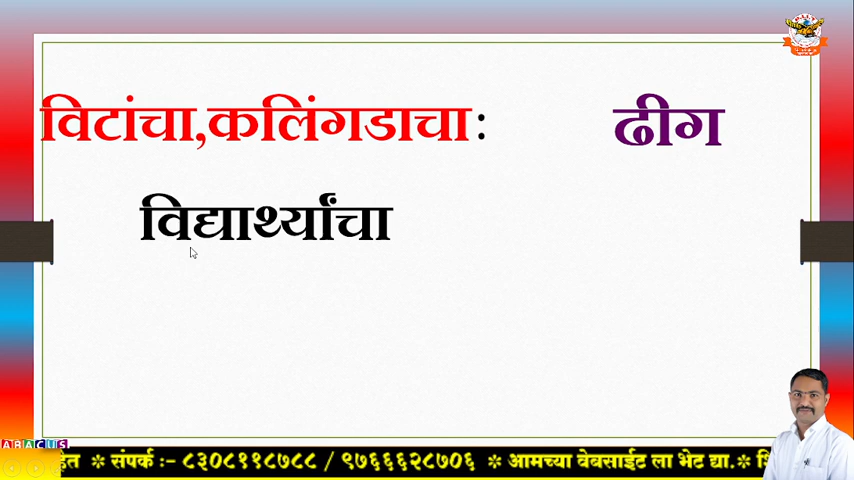 विटांचा,कलिंगडाचा : ढीग
विद्यार्थ्यांचा
ABACUS
संपर्क :- ८३०८११८७८८ / ९७६६६२८७०६ * आमच्या वेबसाईट ला भेट द्या.*